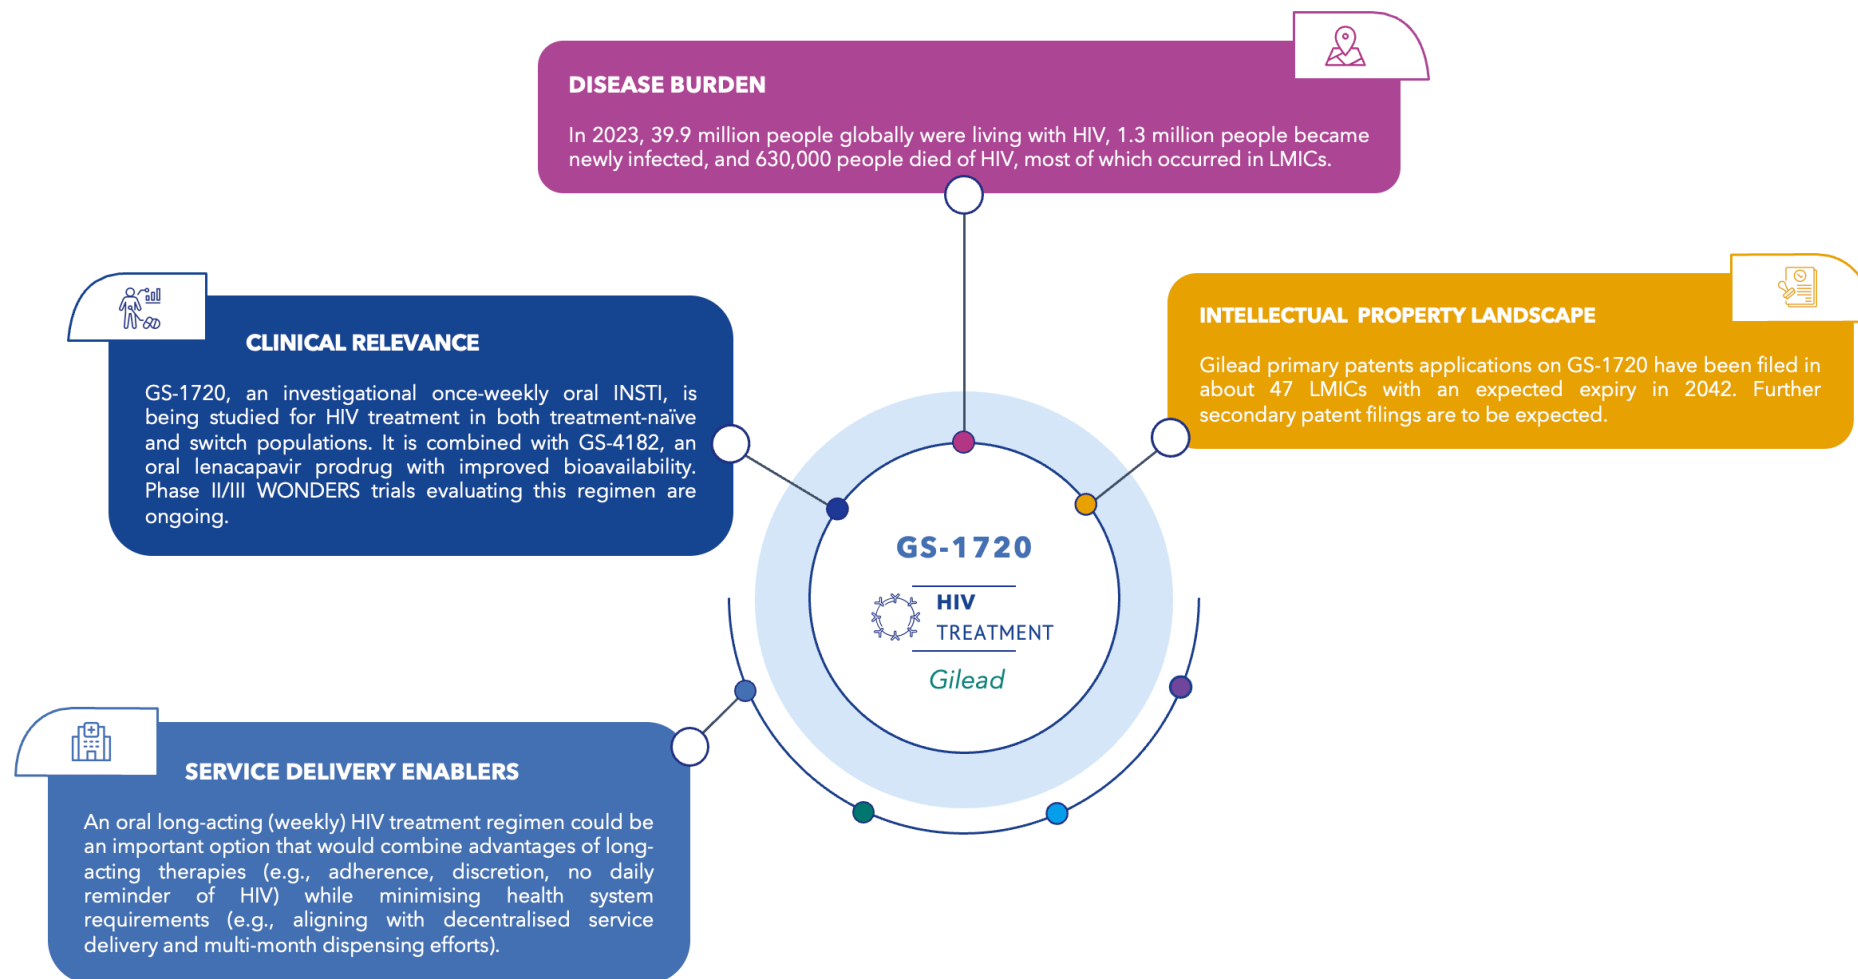 DISEASE BURDEN
In 2023, 39.9 million people globally were living with HIV, 1.3 million people became
newly infected, and 630,000 people died of HIV, most of which occurred in LMICs.
CLINICAL RELEVANCE
GS-1720, an investigational once-weekly oral INSTI, is
being studied for HIV treatment in both treatment-naïve
and switch populations. It is combined with GS-4182, an
oral lenacapavir prodrug with improved bioavailability.
Phase II/III WONDERS trials evaluating this regimen are
ongoing.
INTELLECTUAL PROPERTY LANDSCAPE
Gilead primary patents applications on GS-1720 have been filed in
about 47 LMICs with an expected expiry in 2042. Further
secondary patent filings are to be expected.
GS-1720
HIV
TREATMENT
Gilead
SERVICE DELIVERY ENABLERS
An oral long-acting (weekly) HIV treatment regimen could be
an important option that would combine advantages of long-
acting therapies (e.g., adherence, discretion, no daily
reminder of HIV) while minimising health system
requirements (e.g., aligning with decentralised service
delivery and multi-month dispensing efforts).